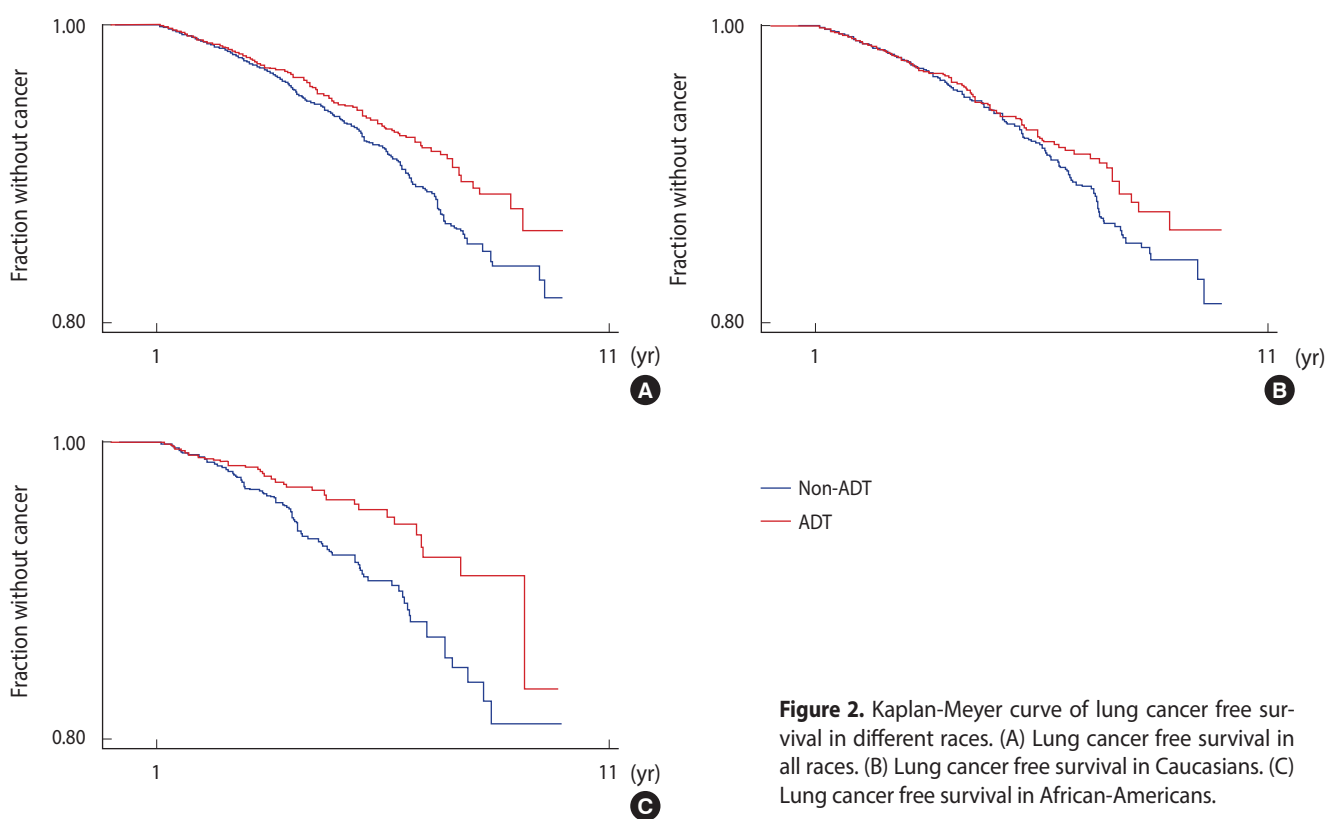 1.00
Fraction without cancer
0.80
1
11 (yr)
A
1.00
Fraction without cancer
0.80
1
11 (yr)
B
1.00
Fraction without cancer
0.80
1
11 (yr)
C
Non-ADT
ADT
Figure 2. Kaplan-Meyer curve of lung cancer free sur-
vival in different races. (A) Lung cancer free survival in
all races. (B) Lung cancer free survival in Caucasians. (C)
Lung cancer free survival in African-Americans.